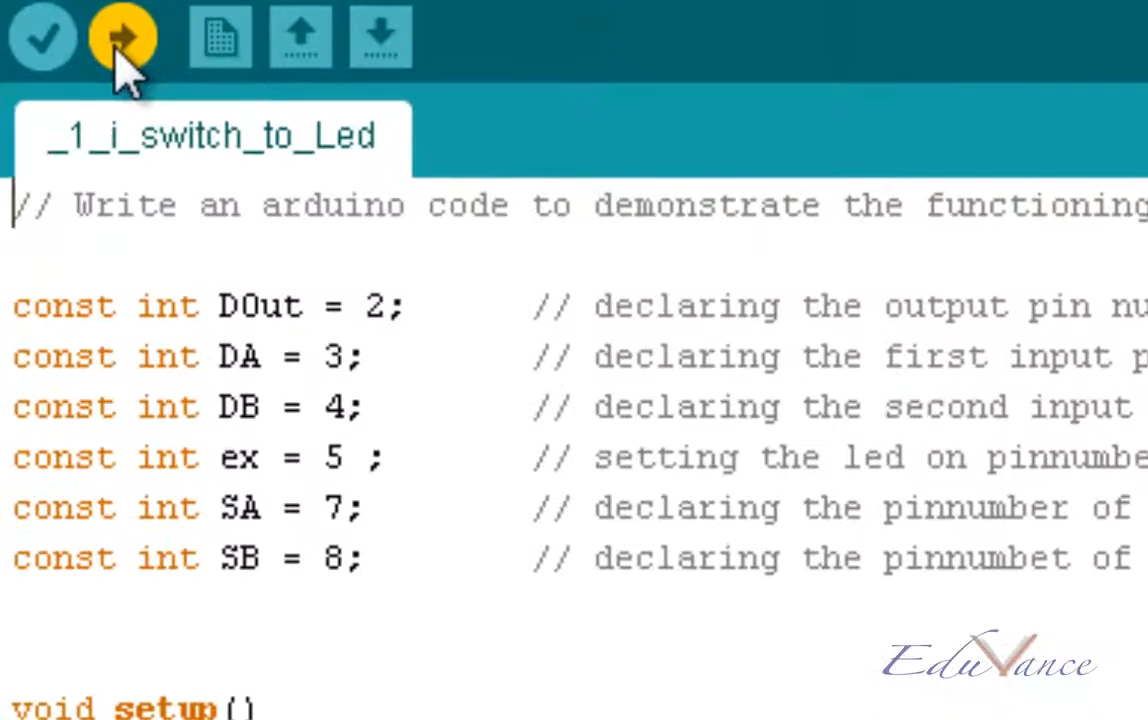 _1_i_switch_to_Led
// Write an arduino code to demonstrate the functioning
const int DOut = 2; // declaring the output pin nu
const int DA = 3; // declaring the first input p
const int DB = 4; // declaring the second input
const int ex = 5 ; // setting the led on pinnumbe
const int SA = 7; // declaring the pinnumber of
const int SB = 8; // declaring the pinnumbet of
EduVance
void setup()